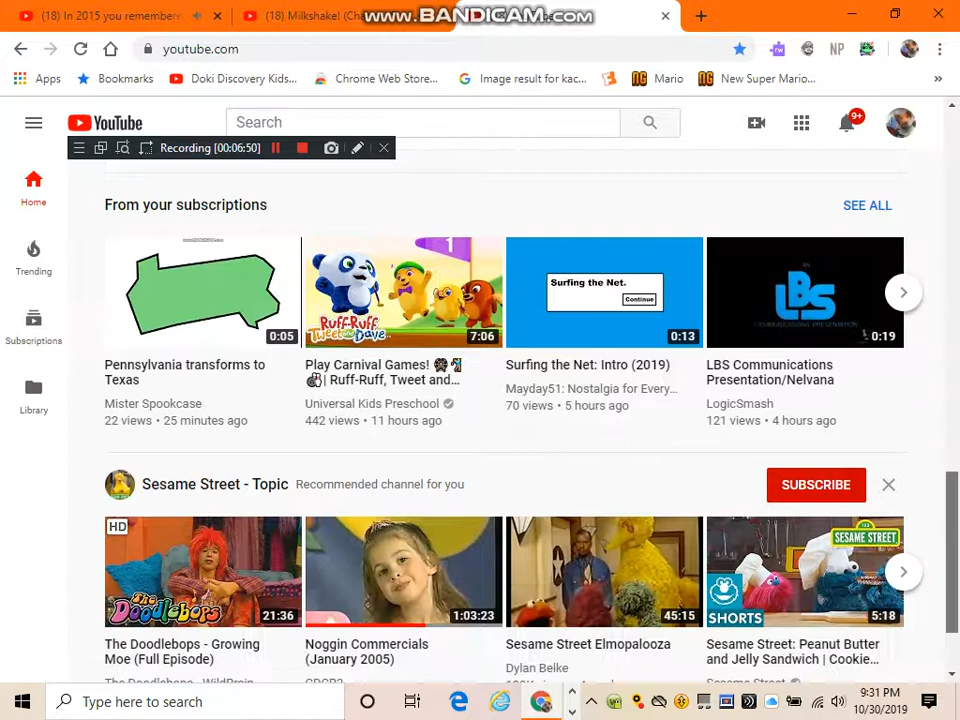 (18) In 2015 you remember
(18) Milkshake! (Ch
www.BANDICAM.com
youtube.com
Apps Bookmarks Doki Discovery Kids... Chrome Web Store... Image result for kac... Mario New Super Mario... »
YouTube Search 9+
Recording [00:06:50]
Home
Trending
Subscriptions
Library
From your subscriptions SEE ALL
Surfing the Net.
Continue
RUFF-RUFF, TWEET and DAVE
AN
LBS
COMMUNICATIONS PRESENTATION
0:05 7:06 0:13 0:19
Pennsylvania transforms to Texas
Mister Spookcase
22 views • 25 minutes ago
Play Carnival Games! | Ruff-Ruff, Tweet and...
Universal Kids Preschool
442 views • 11 hours ago
Surfing the Net: Intro (2019)
Mayday51: Nostalgia for Every...
70 views • 5 hours ago
LBS Communications Presentation/Nelvana
LogicSmash
121 views • 4 hours ago
Sesame Street - Topic Recommended channel for you SUBSCRIBE
HD
The Doodlebops
SESAME STREET
SHORTS
21:36 1:03:23 45:15 5:18
The Doodlebops - Growing Moe (Full Episode)
Noggin Commercials (January 2005)
Sesame Street Elmopalooza
Dylan Belke
Sesame Street: Peanut Butter and Jelly Sandwich | Cookie...
Type here to search
9:31 PM
10/30/2019